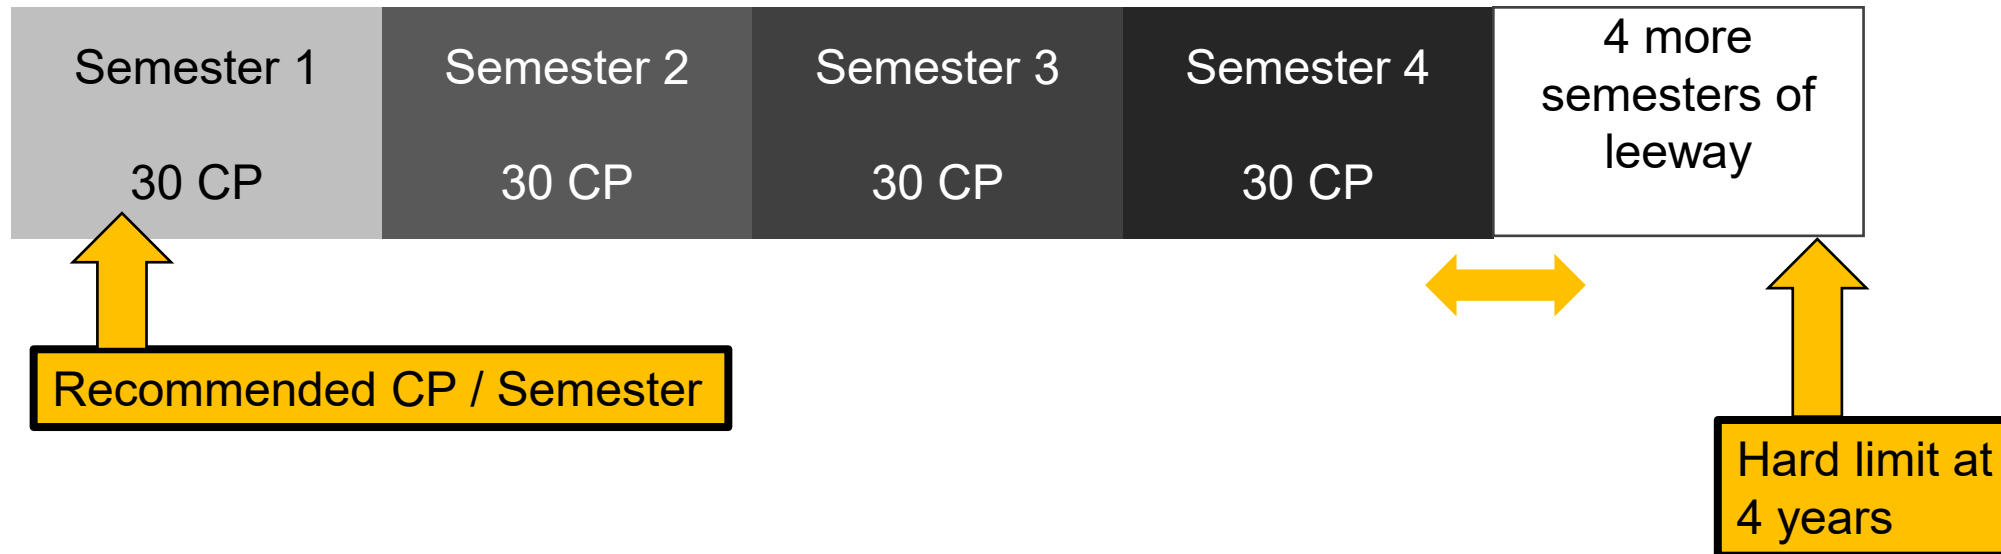 Semester 1
30 CP
Semester 2
30 CP
Semester 3
30 CP
Semester 4
30 CP
4 more
semesters of
leeway
Recommended CP / Semester
Hard limit at
4 years